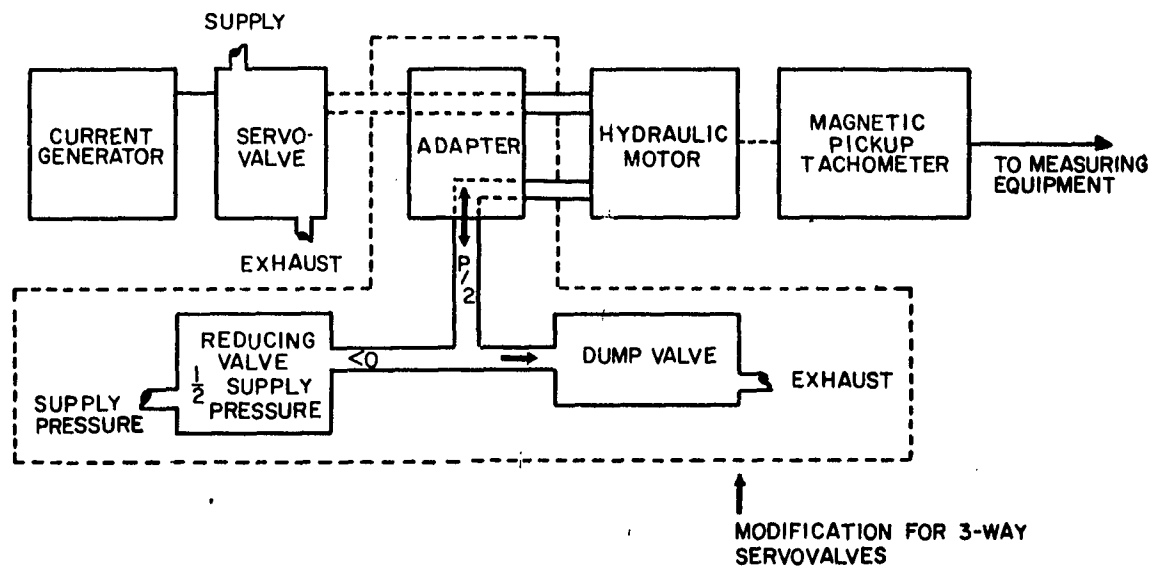 SUPPLY
CURRENT
GENERATOR
SERVO-
VALVE
EXHAUST
ADAPTER
HYDRAULIC
MOTOR
MAGNETIC
PICKUP
TACHOMETER
TO MEASURING
EQUIPMENT
P/2
REDUCING
VALVE
1/2 SUPPLY
PRESSURE
SUPPLY
PRESSURE
<O
DUMP VALVE
EXHAUST
MODIFICATION FOR 3-WAY
SERVOVALVES